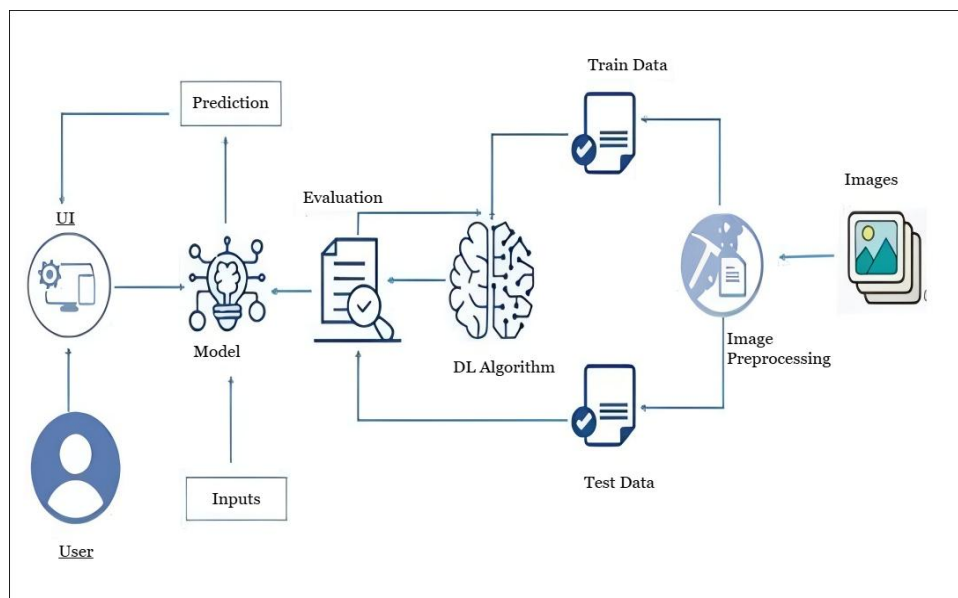 Train Data
Prediction
Evaluation
Images
UI
Model
DL Algorithm
Image
Preprocessing
Inputs
Test Data
User